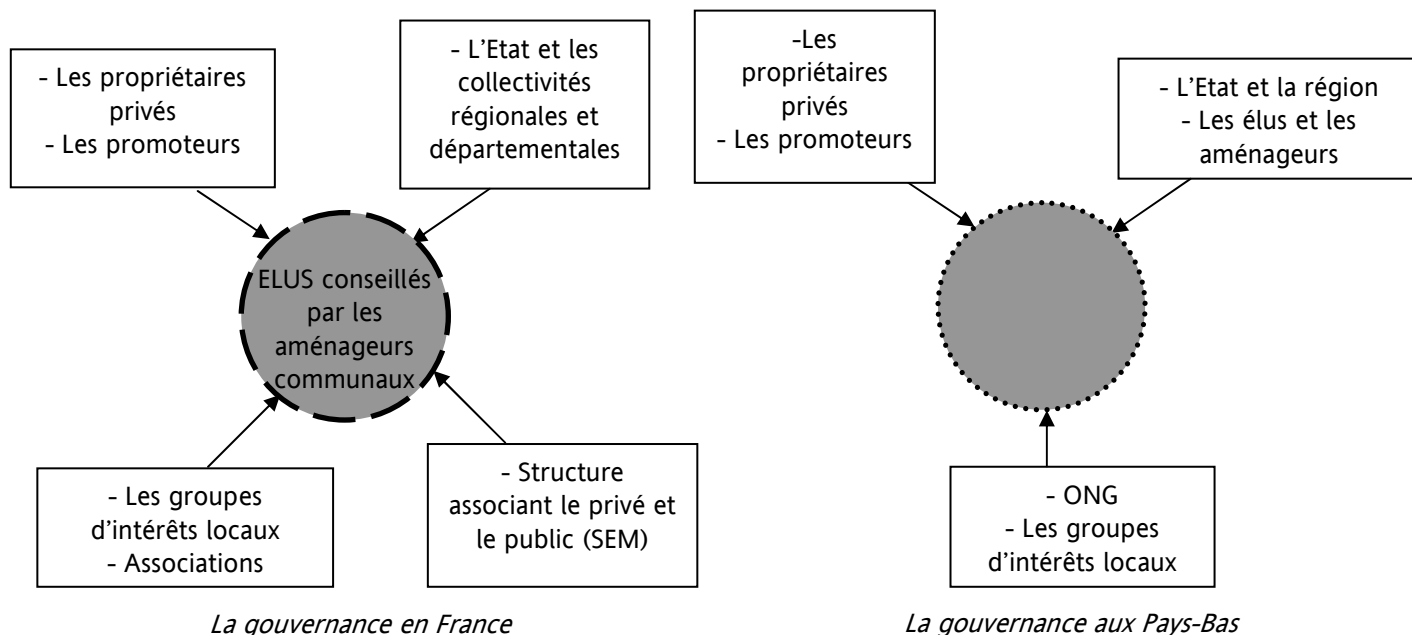 - Les propriétaires
privés
- Les promoteurs
- L’Etat et les
collectivités
régionales et
départementales
ELUS conseillés
par les
aménageurs
communaux
- Les groupes
d’intérêts locaux
- Associations
- Structure
associant le privé et
le public (SEM)
La gouvernance en France
-Les
propriétaires
privés
- Les promoteurs
- L’Etat et la région
- Les élus et les
aménageurs
- ONG
- Les groupes
d’intérêts locaux
La gouvernance aux Pays-Bas